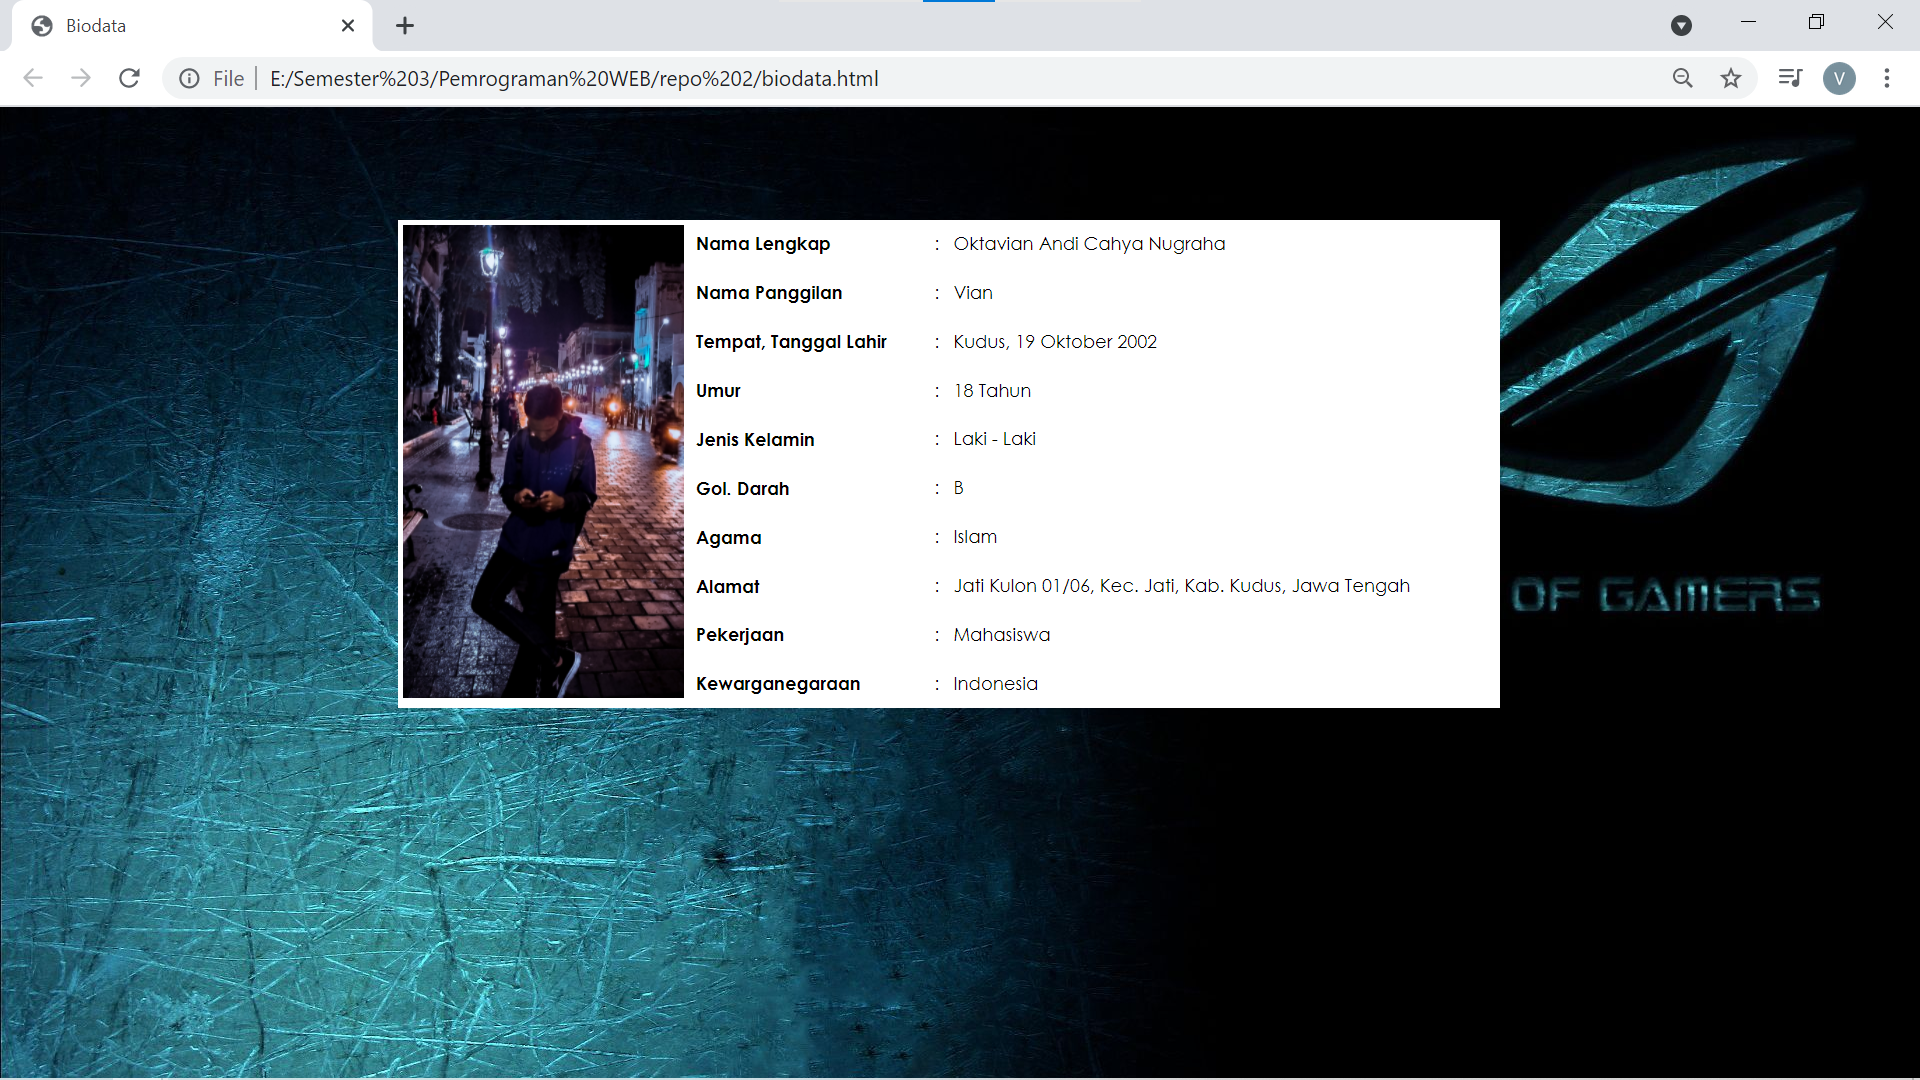 Biodata
File
E:/Semester%203/Pemrograman%20WEB/repo%202/biodata.html
V
Nama Lengkap : Oktavian Andi Cahya Nugraha
Nama Panggilan : Vian
Tempat, Tanggal Lahir : Kudus, 19 Oktober 2002
Umur : 18 Tahun
Jenis Kelamin : Laki - Laki
Gol. Darah : B
Agama : Islam
Alamat : Jati Kulon 01/06, Kec. Jati, Kab. Kudus, Jawa Tengah
Pekerjaan : Mahasiswa
Kewarganegaraan : Indonesia
OF GAMERS